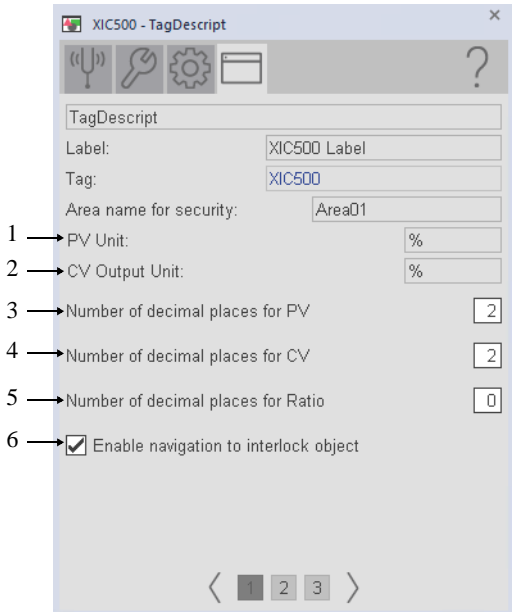 XIC500 - TagDescript
TagDescript
Label: XIC500 Label
Tag: XIC500
Area name for security: Area01
1 PV Unit: %
2 CV Output Unit: %
3 Number of decimal places for PV 2
4 Number of decimal places for CV 2
5 Number of decimal places for Ratio 0
6 Enable navigation to interlock object
1 2 3